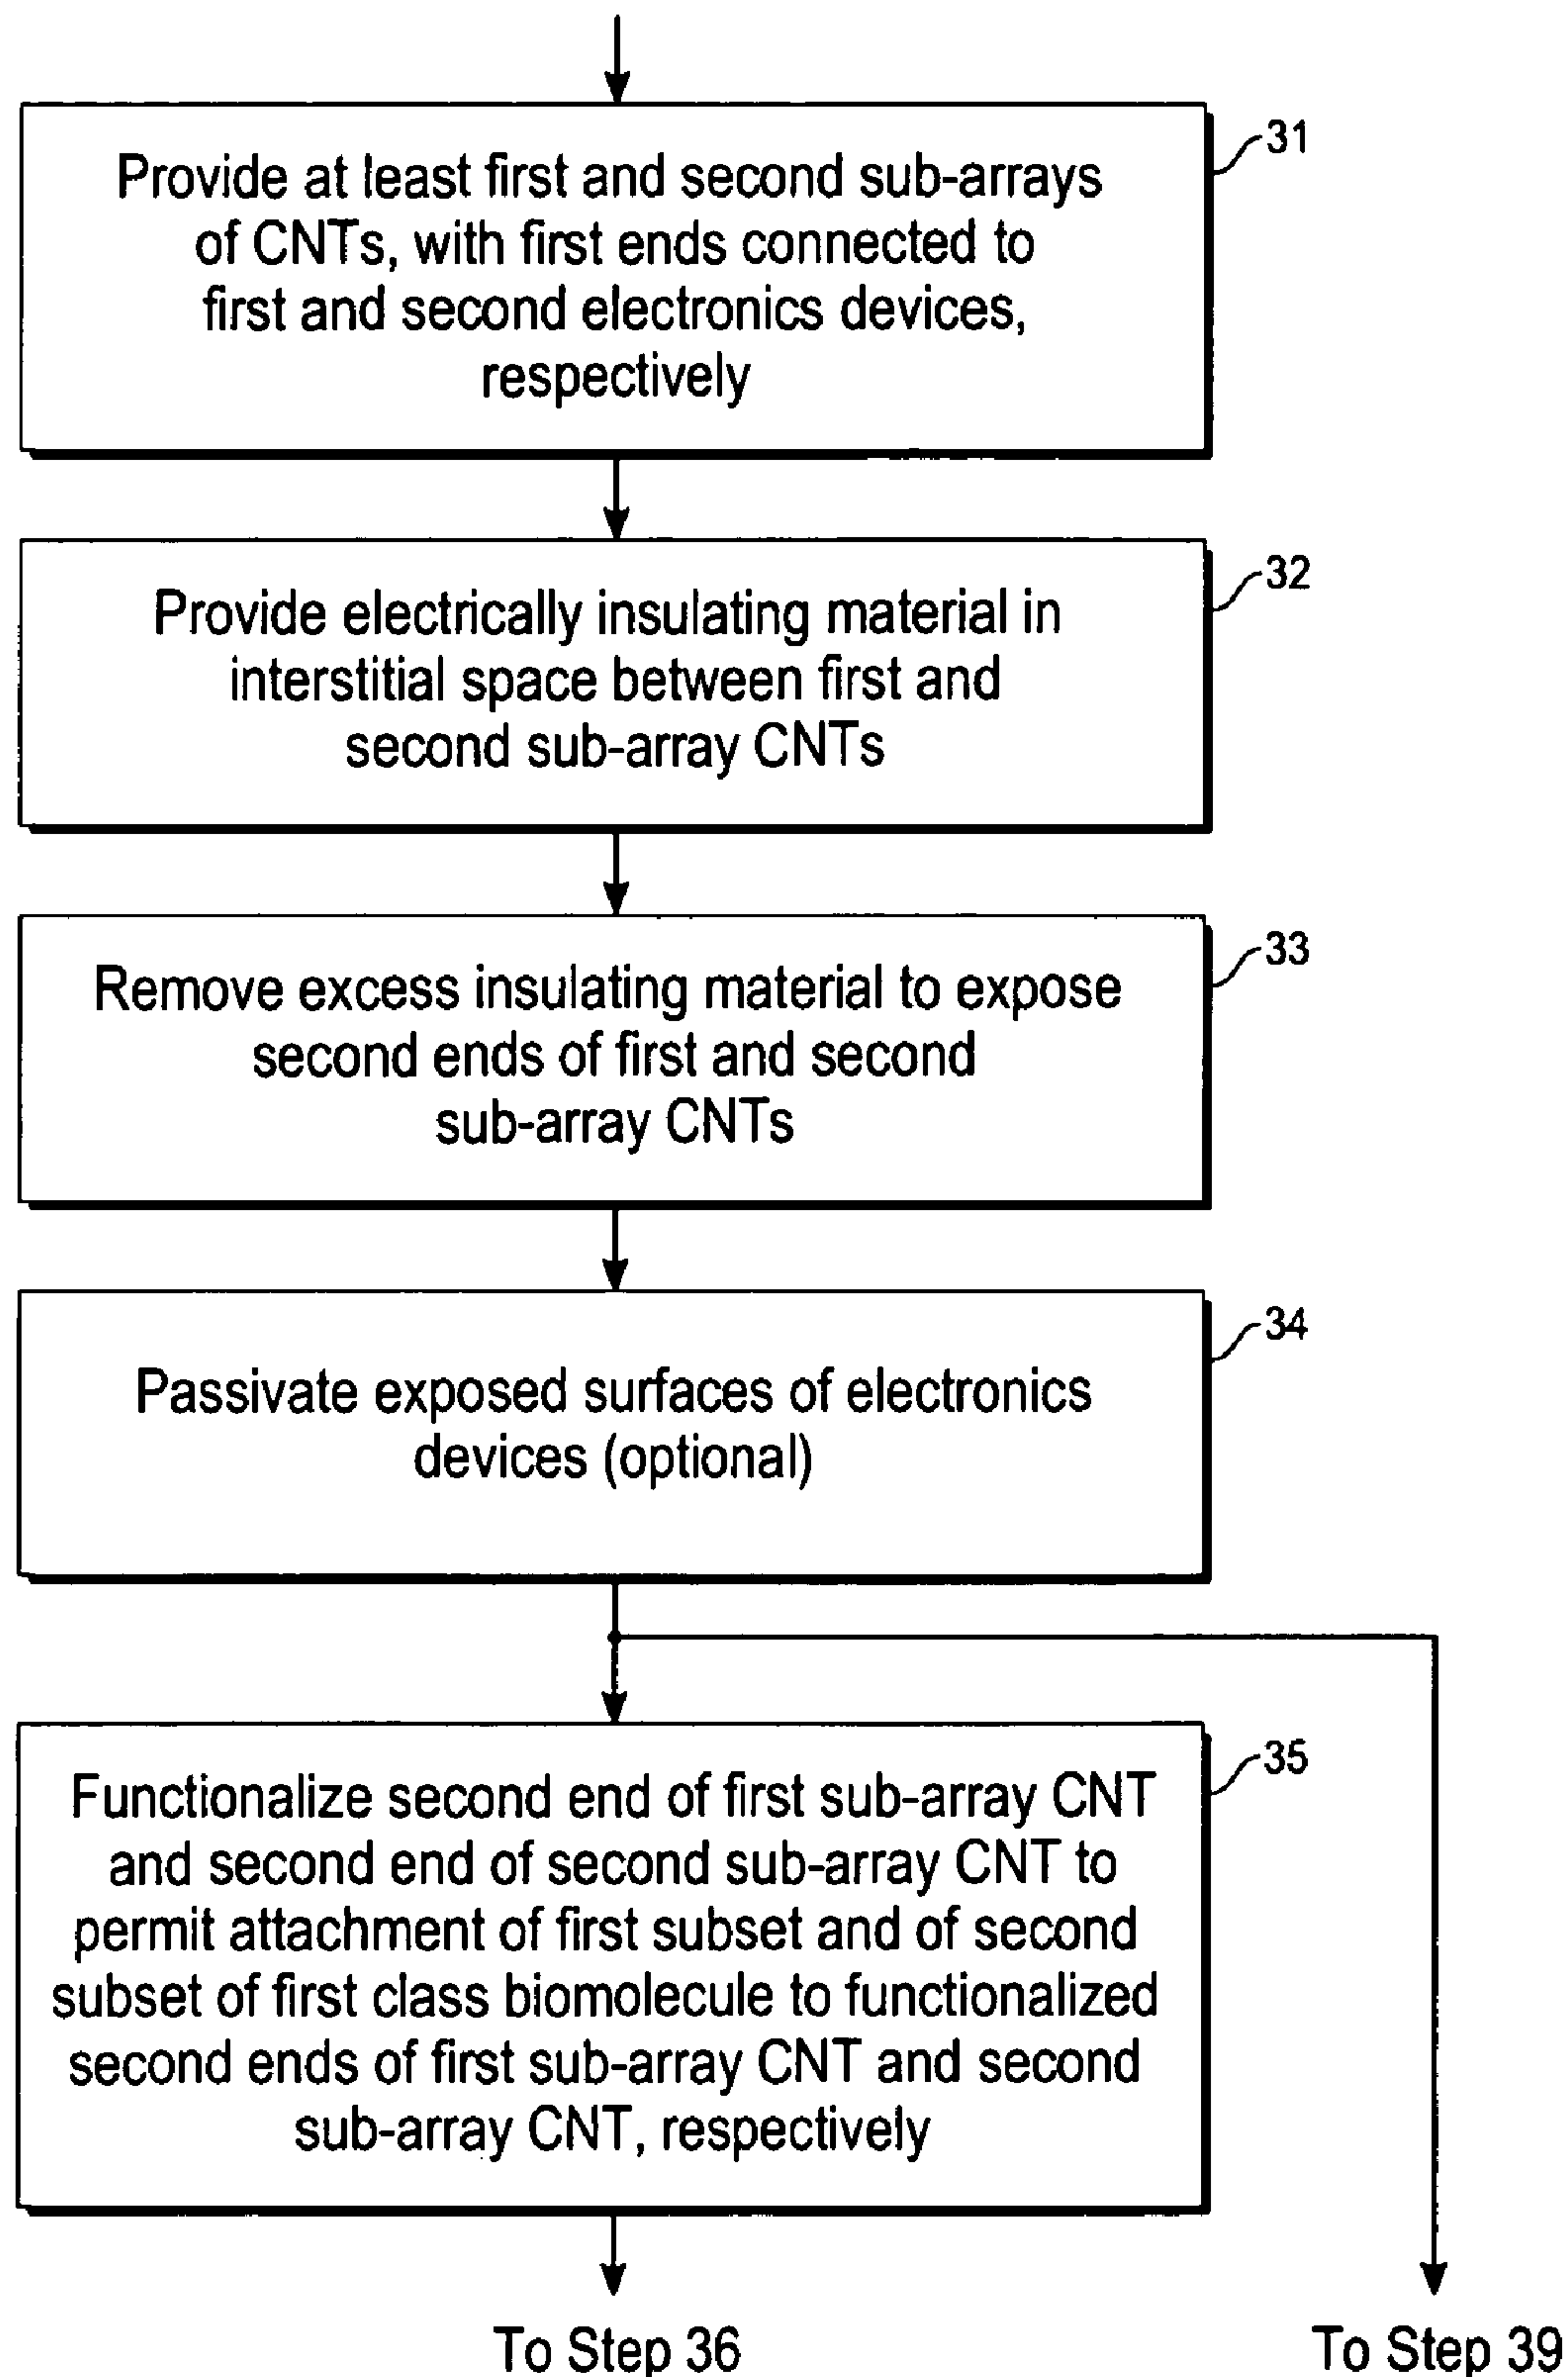 Provide at least first and second sub-arrays
of CNTs, with first ends connected to
first and second electronics devices,
respectively
31
Provide electrically insulating material in
interstitial space between first and
second sub-array CNTs
32
Remove excess insulating material to expose
second ends of first and second
sub-array CNTs
33
Passivate exposed surfaces of electronics
devices (optional)
34
Functionalize second end of first sub-array CNT
and second end of second sub-array CNT to
permit attachment of first subset and of second
subset of first class biomolecule to functionalized
second ends of first sub-array CNT and second
sub-array CNT, respectively
35
To Step 36
To Step 39